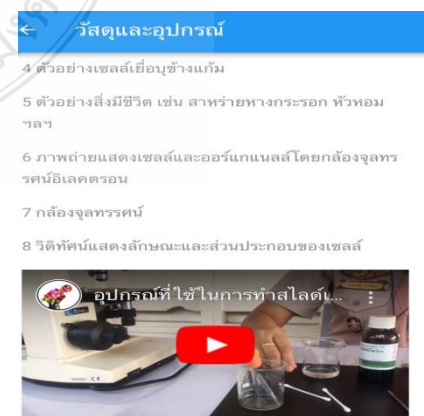 วัสดุและอุปกรณ์
4 ตัวอย่างเซลล์เยื่อบุข้างแก้ม
5 ตัวอย่างสิ่งมีชีวิต เช่น สาหร่ายหางกระรอก หัวหอม
ฯลฯ
6 ภาพถ่ายแสดงเซลล์และออร์แกแนลล์โดยกล้องจุลทร
รศน์อิเลคตรอน
7 กล้องจุลทรรศน์
8 วิดิทัศน์แสดงลักษณะและส่วนประกอบของเซลล์
อุปกรณ์ที่ใช้ในการทำสไลด์เ...